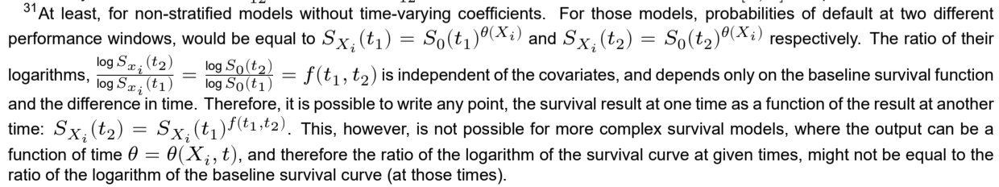 ³¹At least, for non-stratified models without time-varying coefficients. For those models, probabilities of default at two different
performance windows, would be equal to $S_{X_i}(t_1) = S_0(t_1)^{\theta(X_i)}$ and $S_{X_i}(t_2) = S_0(t_2)^{\theta(X_i)}$ respectively. The ratio of their
logarithms, $\frac{\log S_{x_i}(t_2)}{\log S_{x_i}(t_1)} = \frac{\log S_0(t_2)}{\log S_0(t_1)} = f(t_1, t_2)$ is independent of the covariates, and depends only on the baseline survival function
and the difference in time. Therefore, it is possible to write any point, the survival result at one time as a function of the result at another
time: $S_{X_i}(t_2) = S_{X_i}(t_1)^{f(t_1,t_2)}$. This, however, is not possible for more complex survival models, where the output can be a
function of time $\theta = \theta(X_i, t)$, and therefore the ratio of the logarithm of the survival curve at given times, might not be equal to the
ratio of the logarithm of the baseline survival curve (at those times).